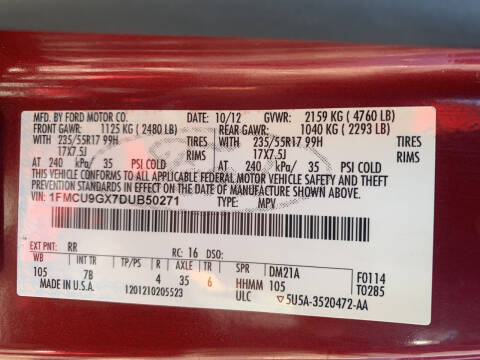 MFD. BY FORD MOTOR CO.
DATE: 10/12 GVWR: 2159 KG ( 4760 LB)
FRONT GAWR: 1125 KG ( 2480 LB) REAR GAWR: 1040 KG ( 2293 LB)
WITH 235/55R17 99H TIRES WITH 235/55R17 99H TIRES
17X7.5J RIMS 17X7.5J RIMS
AT 240 kPa/ 35 PSI COLD AT 240 kPa/ 35 PSI COLD
THIS VEHICLE CONFORMS TO ALL APPLICABLE FEDERAL MOTOR VEHICLE SAFETY AND
THEFT PREVENTION STANDARDS IN EFFECT ON THE DATE OF MANUFACTURE SHOWN ABOVE.
VIN: 1FMCU9GX7DUB50271 TYPE: MPV
EXT PNT: RR RC: 16 DSO:
WB INT TR TP/PS R AXLE TR SPR DM21A F0114
105 78 4 35 6 HHMM 105 T0285
MADE IN U.S.A. 1201210205523 ULC 5U5A-3520472-AA